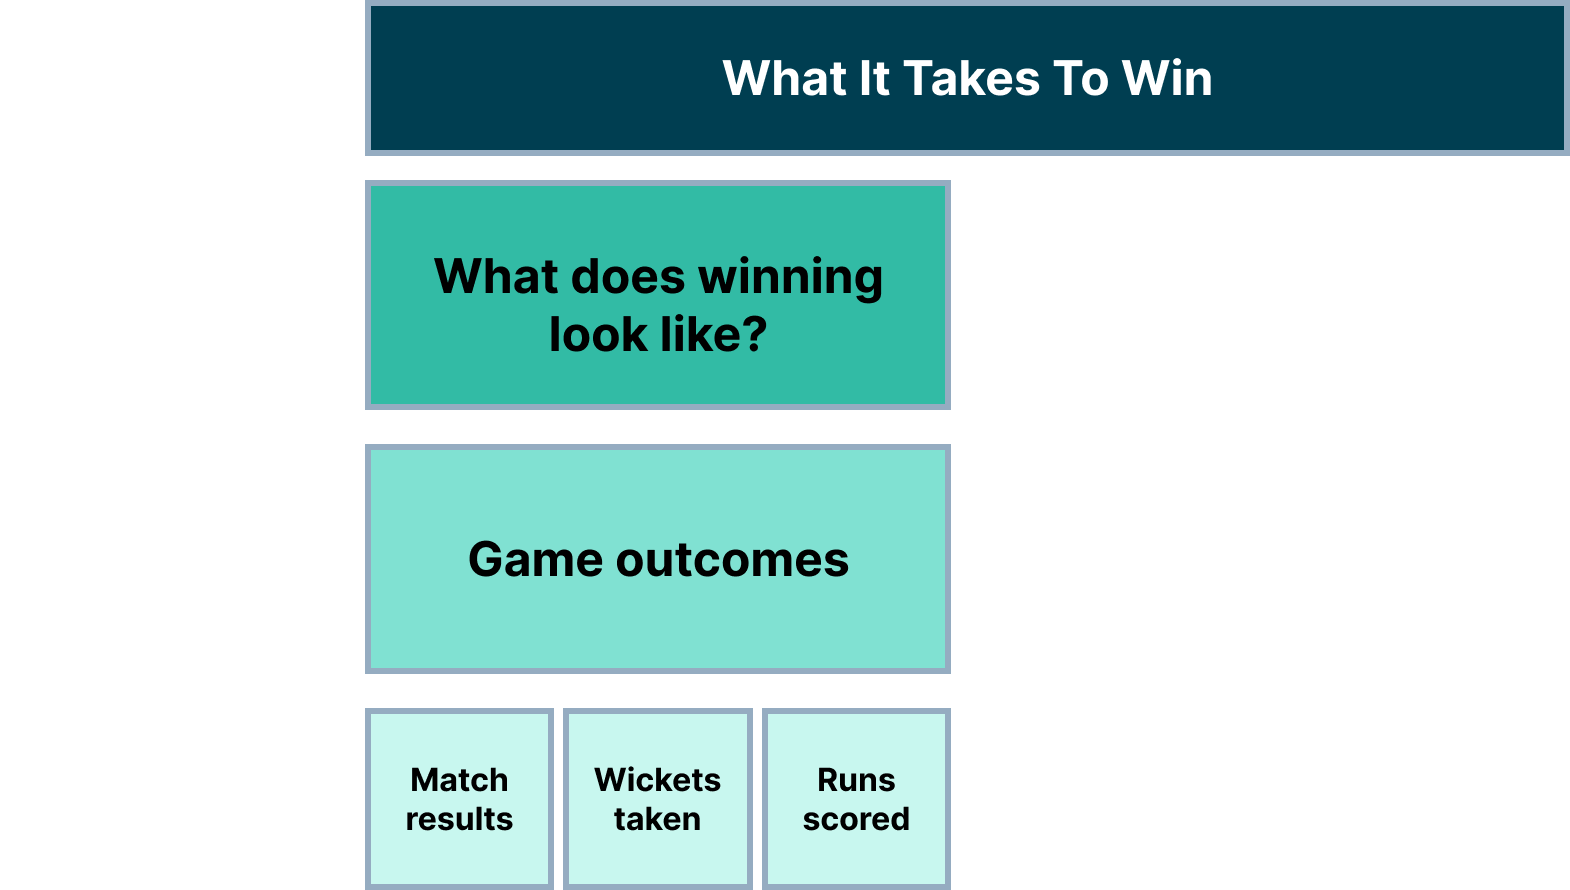 What It Takes To Win
What does winning
look like?
Game outcomes
Match
results
Wickets
taken
Runs
scored